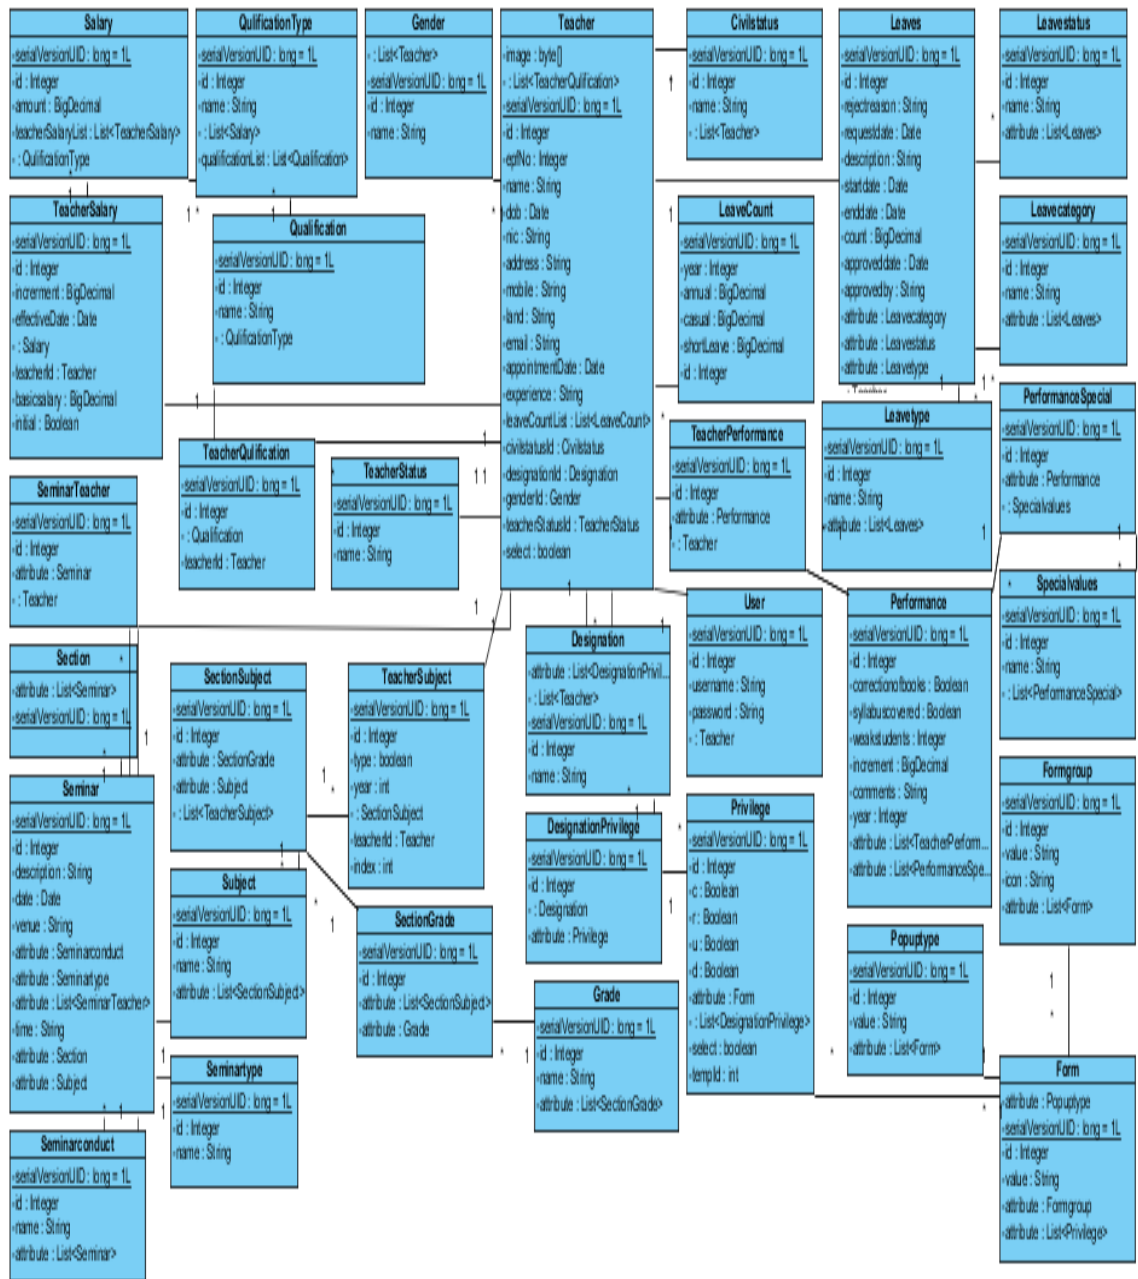 Salary
-serialVersionUID : long = 1L
-id : Integer
-amount : BigDecimal
-teacherSalaryList : List<TeacherSalary>
- : QulificationType
QulificationType
-serialVersionUID : long = 1L
-id : Integer
-name : String
- : List<Salary>
-qualificationList : List<Qualification>
Gender
- : List<Teacher>
-serialVersionUID : long = 1L
-id : Integer
-name : String
Teacher
-image : byte[]
- : List<TeacherQulification>
-serialVersionUID : long = 1L
-id : Integer
-epfNo : Integer
-name : String
-dob : Date
-nic : String
-address : String
-mobile : String
-land : String
-email : String
-appointmentDate : Date
-experience : String
-leaveCountList : List<LeaveCount>
-civilstatusId : Civilstatus
-designationId : Designation
-genderId : Gender
-teacherStatusId : TeacherStatus
-select : boolean
Civilstatus
-serialVersionUID : long = 1L
-id : Integer
-name : String
- : List<Teacher>
Leaves
-serialVersionUID : long = 1L
-id : Integer
-rejectreason : String
-requestdate : Date
-description : String
-startdate : Date
-enddate : Date
-count : BigDecimal
-approveddate : Date
-approvedby : String
-attribute : Leavecategory
-attribute : Leavestatus
-attribute : Leavetype
Leavestatus
-serialVersionUID : long = 1L
-id : Integer
-name : String
-attribute : List<Leaves>
TeacherSalary
-serialVersionUID : long = 1L
-id : Integer
-increrment : BigDecimal
-effectiveDate : Date
- : Salary
-teacherId : Teacher
-basicsalary : BigDecimal
-initial : Boolean
Qualification
-serialVersionUID : long = 1L
-id : Integer
-name : String
- : QulificationType
LeaveCount
-serialVersionUID : long = 1L
-year : Integer
-annual : BigDecimal
-casual : BigDecimal
-shortLeave : BigDecimal
-id : Integer
Leavecategory
-serialVersionUID : long = 1L
-id : Integer
-name : String
-attribute : List<Leaves>
TeacherQulification
-serialVersionUID : long = 1L
-id : Integer
- : Qualification
-teacherId : Teacher
TeacherStatus
-serialVersionUID : long = 1L
-id : Integer
-name : String
TeacherPerformance
-serialVersionUID : long = 1L
-id : Integer
-attribute : Performance
- : Teacher
Leavetype
-serialVersionUID : long = 1L
-id : Integer
-name : String
-attribute : List<Leaves>
PerformanceSpecial
-serialVersionUID : long = 1L
-id : Integer
-attribute : Performance
- : Specialvalues
SeminarTeacher
-serialVersionUID : long = 1L
-id : Integer
-attribute : Seminar
- : Teacher
Section
-attribute : List<Seminar>
-serialVersionUID : long = 1L
SectionSubject
-serialVersionUID : long = 1L
-id : Integer
-attribute : SectionGrade
-attribute : Subject
- : List<TeacherSubject>
TeacherSubject
-serialVersionUID : long = 1L
-id : Integer
-type : boolean
-year : int
- : SectionSubject
-teacherId : Teacher
-index : int
Designation
-attribute : List<DesignationPrivil...
- : List<Teacher>
-serialVersionUID : long = 1L
-id : Integer
-name : String
User
-serialVersionUID : long = 1L
-id : Integer
-username : String
-password : String
- : Teacher
Performance
-serialVersionUID : long = 1L
-id : Integer
-correctionofbooks : Boolean
-syllabuscovered : Boolean
-weakstudents : Integer
-increment : BigDecimal
-comments : String
-year : Integer
-attribute : List<TeacherPerform...
-attribute : List<PerformanceSpe...
Specialvalues
-serialVersionUID : long = 1L
-id : Integer
-name : String
- : List<PerformanceSpecial>
Seminar
-serialVersionUID : long = 1L
-id : Integer
-description : String
-date : Date
-venue : String
-attribute : Seminarconduct
-attribute : Seminartype
-attribute : List<SeminarTeacher>
-time : String
-attribute : Section
-attribute : Subject
Subject
-serialVersionUID : long = 1L
-id : Integer
-name : String
-attribute : List<SectionSubject>
SectionGrade
-serialVersionUID : long = 1L
-id : Integer
-attribute : List<SectionSubject>
-attribute : Grade
DesignationPrivilege
-serialVersionUID : long = 1L
-id : Integer
- : Designation
-attribute : Privilege
Privilege
-serialVersionUID : long = 1L
-id : Integer
-c : Boolean
-r : Boolean
-u : Boolean
-d : Boolean
-attribute : Form
- : List<DesignationPrivilege>
-select : boolean
-tempId : int
Formgroup
-serialVersionUID : long = 1L
-id : Integer
-value : String
-icon : String
-attribute : List<Form>
Popuptype
-serialVersionUID : long = 1L
-id : Integer
-value : String
-attribute : List<Form>
Grade
-serialVersionUID : long = 1L
-id : Integer
-name : String
-attribute : List<SectionGrade>
Seminartype
-serialVersionUID : long = 1L
-id : Integer
-name : String
Form
-attribute : Popuptype
-serialVersionUID : long = 1L
-id : Integer
-value : String
-attribute : Formgroup
-attribute : List<Privilege>
Seminarconduct
-serialVersionUID : long = 1L
-id : Integer
-name : String
-attribute : List<Seminar>